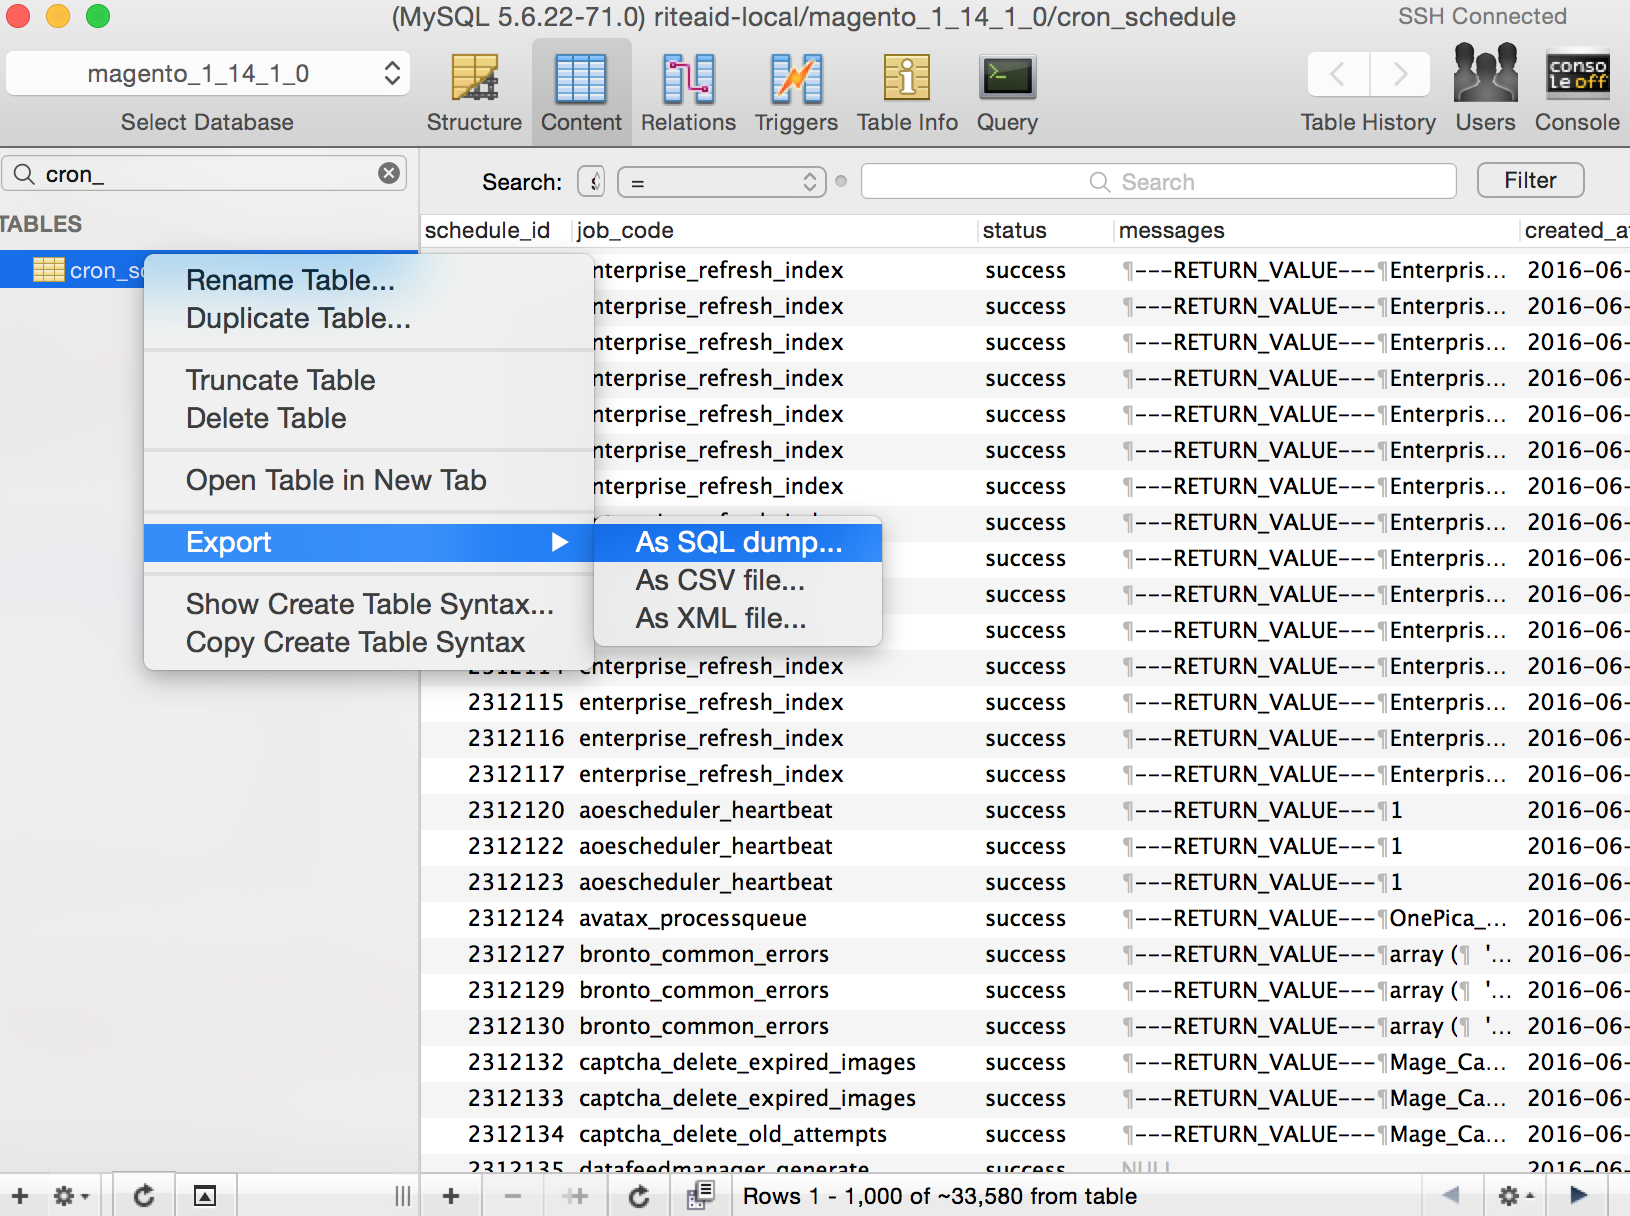 (MySQL 5.6.22-71.0) riteaid-local/magento_1_14_1_0/cron_schedule
SSH Connected
magento_1_14_1_0
Select Database
Structure Content Relations Triggers Table Info Query
Table History Users Console
conso
le off
cron_
Search: = Search Filter
TABLES
schedule_id job_code status messages created_a
cron_s
Rename Table...
Duplicate Table...
Truncate Table
Delete Table
Open Table in New Tab
Export
Show Create Table Syntax...
Copy Create Table Syntax
As SQL dump...
As CSV file...
As XML file...
nterprise_refresh_index success ¶---RETURN_VALUE---¶Enterpris... 2016-06-
nterprise_refresh_index success ¶---RETURN_VALUE---¶Enterpris... 2016-06-
nterprise_refresh_index success ¶---RETURN_VALUE---¶Enterpris... 2016-06-
nterprise_refresh_index success ¶---RETURN_VALUE---¶Enterpris... 2016-06-
nterprise_refresh_index success ¶---RETURN_VALUE---¶Enterpris... 2016-06-
nterprise_refresh_index success ¶---RETURN_VALUE---¶Enterpris... 2016-06-
nterprise_refresh_index success ¶---RETURN_VALUE---¶Enterpris... 2016-06-
success ¶---RETURN_VALUE---¶Enterpris... 2016-06-
success ¶---RETURN_VALUE---¶Enterpris... 2016-06-
success ¶---RETURN_VALUE---¶Enterpris... 2016-06-
success ¶---RETURN_VALUE---¶Enterpris... 2016-06-
enterprise_refresh_index success ¶---RETURN_VALUE---¶Enterpris... 2016-06-
2312115 enterprise_refresh_index success ¶---RETURN_VALUE---¶Enterpris... 2016-06-
2312116 enterprise_refresh_index success ¶---RETURN_VALUE---¶Enterpris... 2016-06-
2312117 enterprise_refresh_index success ¶---RETURN_VALUE---¶Enterpris... 2016-06-
2312120 aoescheduler_heartbeat success ¶---RETURN_VALUE---¶1 2016-06-
2312122 aoescheduler_heartbeat success ¶---RETURN_VALUE---¶1 2016-06-
2312123 aoescheduler_heartbeat success ¶---RETURN_VALUE---¶1 2016-06-
2312124 avatax_processqueue success ¶---RETURN_VALUE---¶OnePica_... 2016-06-
2312127 bronto_common_errors success ¶---RETURN_VALUE---¶array (¶ '... 2016-06-
2312129 bronto_common_errors success ¶---RETURN_VALUE---¶array (¶ '... 2016-06-
2312130 bronto_common_errors success ¶---RETURN_VALUE---¶array (¶ '... 2016-06-
2312132 captcha_delete_expired_images success ¶---RETURN_VALUE---¶Mage_Ca... 2016-06-
2312133 captcha_delete_expired_images success ¶---RETURN_VALUE---¶Mage_Ca... 2016-06-
2312134 captcha_delete_old_attempts success ¶---RETURN_VALUE---¶Mage_Ca... 2016-06-
2312135 datafeedmanager_generate success NULL 2016-06-
Rows 1 - 1,000 of ~33,580 from table